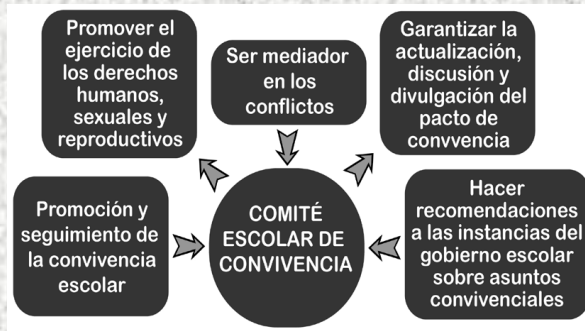 Promover el
ejercicio de
los derechos
humanos,
sexuales y
reproductivos
Ser mediador
en los
conflictos
Garantizar la
actualización,
discusión y
divulgación del
pacto de
convvencia
Promoción y
seguimiento de
la convivencia
escolar
COMITÉ
ESCOLAR DE
CONVIVENCIA
Hacer
recomendaciones
a las instancias del
gobierno escolar
sobre asuntos
convivenciales